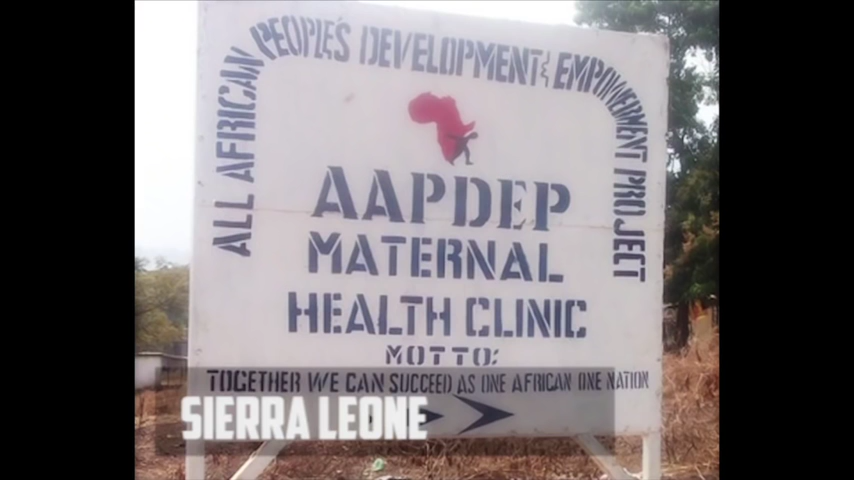 ALL AFRICAN PEOPLE'S DEVELOPMENT & EMPOWERMENT PROJECT
AAPDEP
MATERNAL
HEALTH CLINIC
MOTTO:
TOGETHER WE CAN SUCCEED AS ONE AFRICAN ONE NATION
SIERRA LEONE